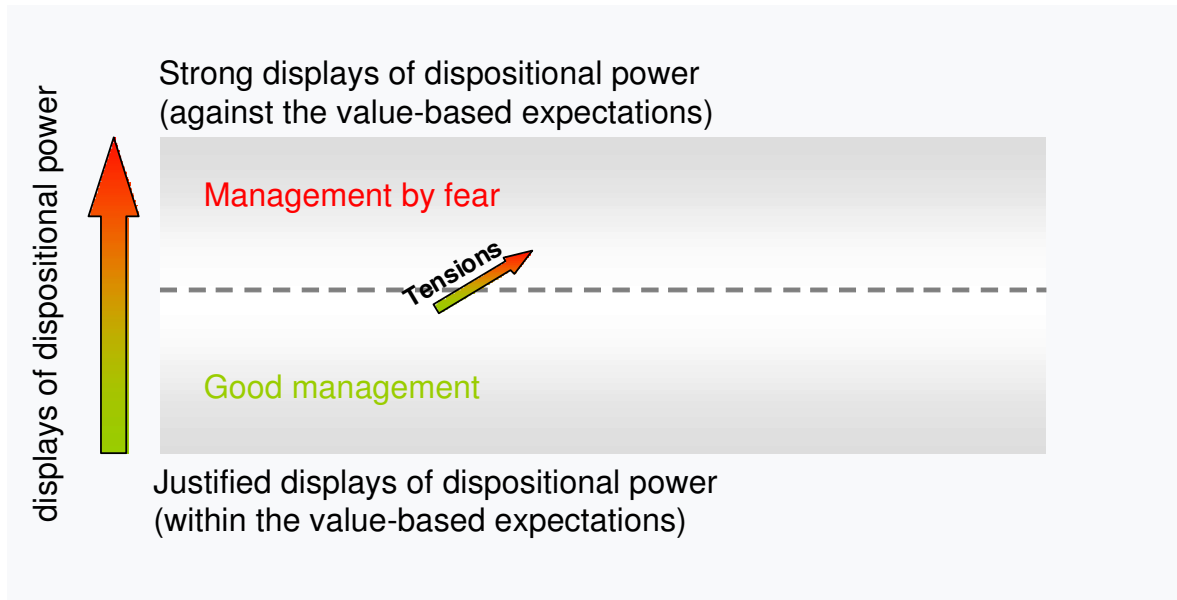 Strong displays of dispositional power
(against the value-based expectations)
displays of dispositional power
Management by fear
Tensions
Good management
Justified displays of dispositional power
(within the value-based expectations)